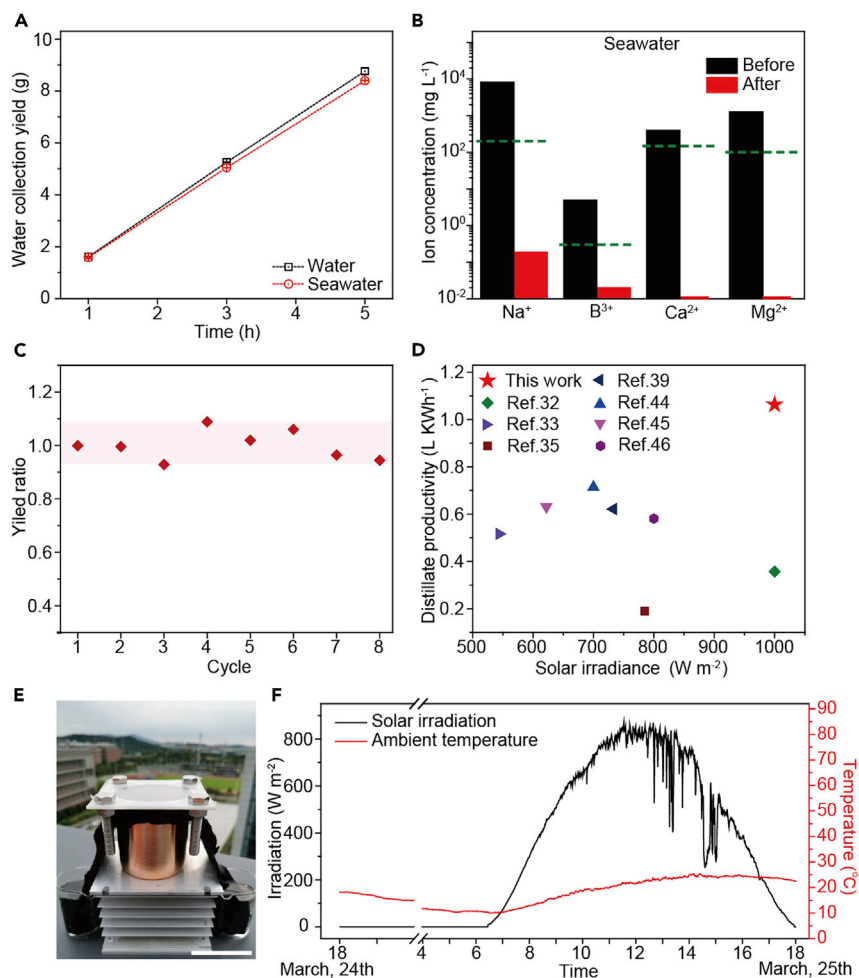 A
Water collection yield (g)
10
8
6
4
2
0
Water
Seawater
1 2 3 4 5
Time (h)
B
Seawater
Before
After
Ion concentration (mg L⁻¹)
10⁴
10²
10⁰
10⁻²
Na⁺ B³⁺ Ca²⁺ Mg²⁺
C
Yiled ratio
1.2
1.0
0.8
0.6
0.4
1 2 3 4 5 6 7 8
Cycle
D
Distillate productivity (L KWh⁻¹)
1.2
1.0
0.8
0.6
0.4
0.2
This work Ref.39
Ref.32 Ref.44
Ref.33 Ref.45
Ref.35 Ref.46
500 600 700 800 900 1000
Solar irradiance (W m⁻²)
E
F
Irradiation (W m⁻²)
800
600
400
200
0
Solar irradiation
Ambient temperature
90
80
70
60
50
40
30
20
10
0
Temperature (°C)
18 4 6 8 10 12 14 16 18
March, 24th Time March, 25th